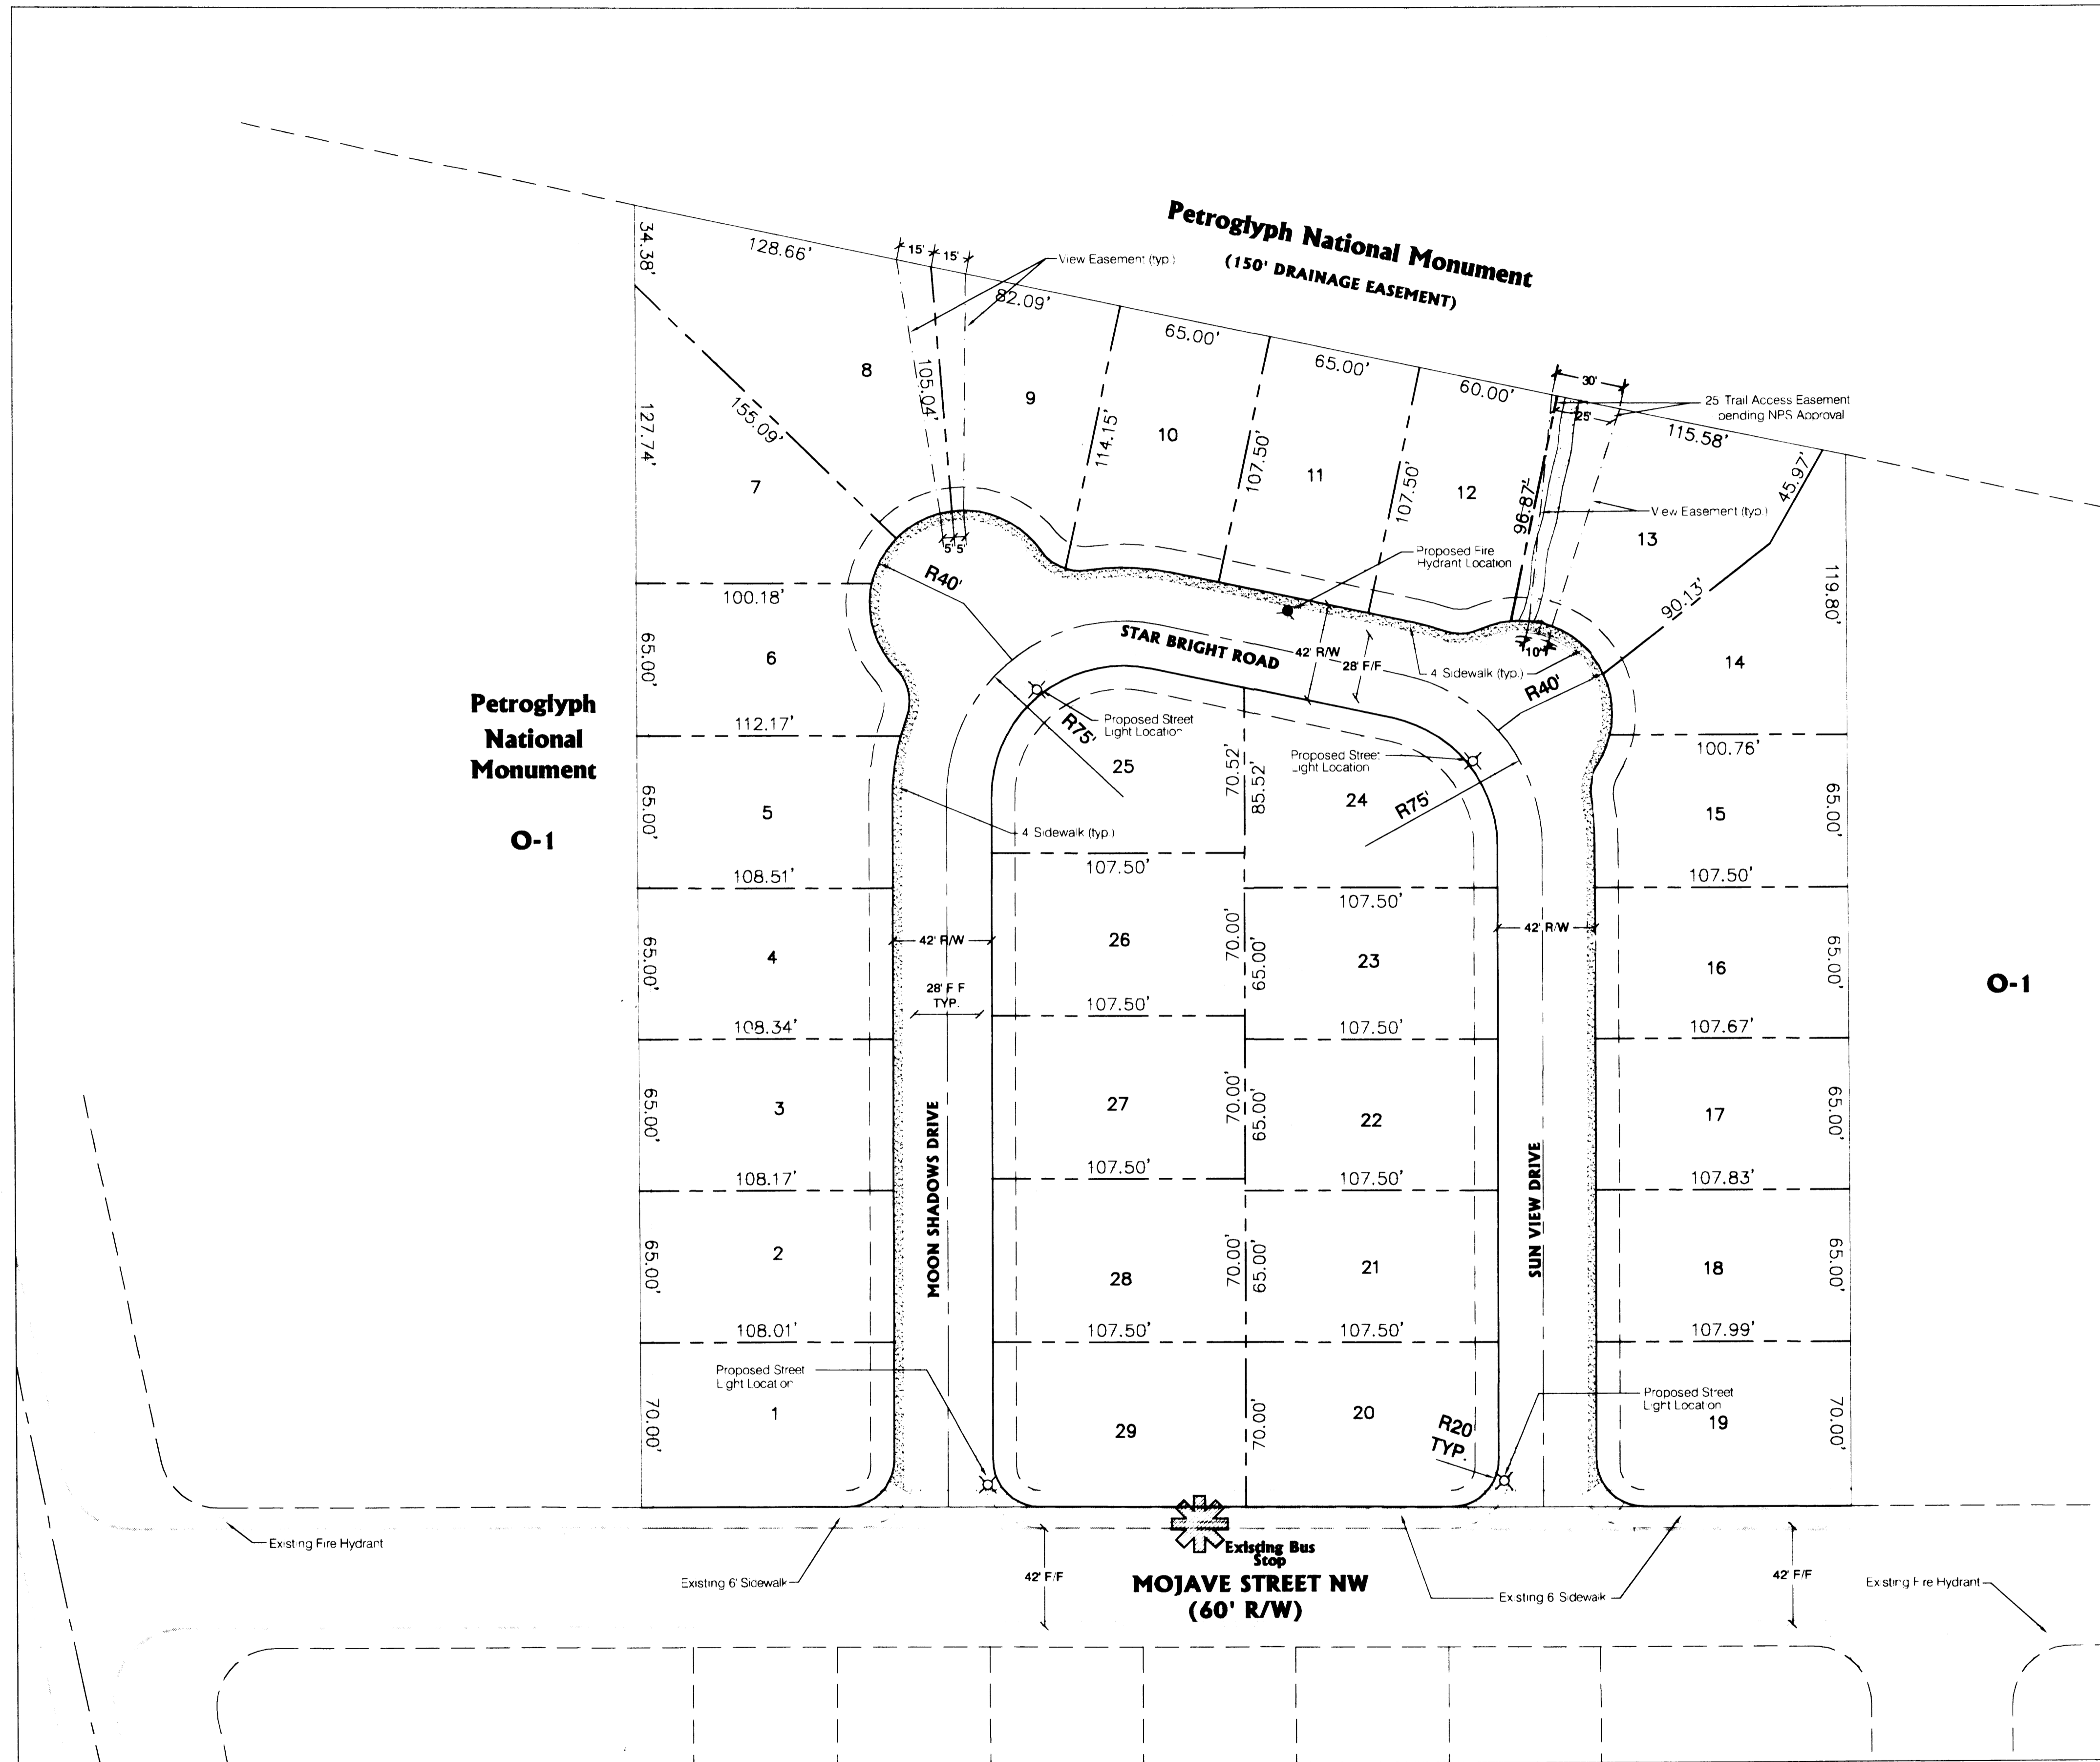 Petroglyph National Monument
(150' DRAINAGE EASEMENT)
34.38'
128.66'
15'
15'
View Easement (typ.)
82.09'
65.00'
65.00'
60.00'
30'
25'
25 Trail Access Easement
pending NPS Approval
115.58'
45.97'
8
105.04'
9
114.15'
10
107.50'
11
107.50'
12
96.87'
View Easement (typ.)
13
155.09'
127.74'
7
5'
5'
R40'
Proposed Fire
Hydrant Location
90.13'
119.80'
100.18'
STAR BRIGHT ROAD
42' R/W
28' F/F
4 Sidewalk (typ.)
10'
R40'
14
65.00'
6
Petroglyph
National
Monument
O-1
112.17'
R75'
Proposed Street
Light Location
25
70.52'
85.52'
Proposed Street
Light Location
24
R75'
100.76'
65.00'
5
4 Sidewalk (typ.)
15
65.00'
108.51'
107.50'
107.50'
107.50'
65.00'
4
42' R/W
28' F F
TYP.
26
70.00'
65.00'
23
42' R/W
16
65.00'
O-1
108.34'
107.50'
107.50'
107.67'
65.00'
3
MOON SHADOWS DRIVE
27
70.00'
65.00'
22
SUN VIEW DRIVE
17
65.00'
108.17'
107.50'
107.50'
107.83'
65.00'
2
28
70.00'
65.00'
21
18
65.00'
108.01'
107.50'
107.50'
107.99'
Proposed Street
Light Location
70.00'
1
29
70.00'
20
R20
TYP.
Proposed Street
Light Location
19
70.00'
Existing Fire Hydrant
Existing 6' Sidewalk
42' F/F
Existing Bus
Stop
MOJAVE STREET NW
(60' R/W)
Existing 6 Sidewalk
42' F/F
Existing Fire Hydrant